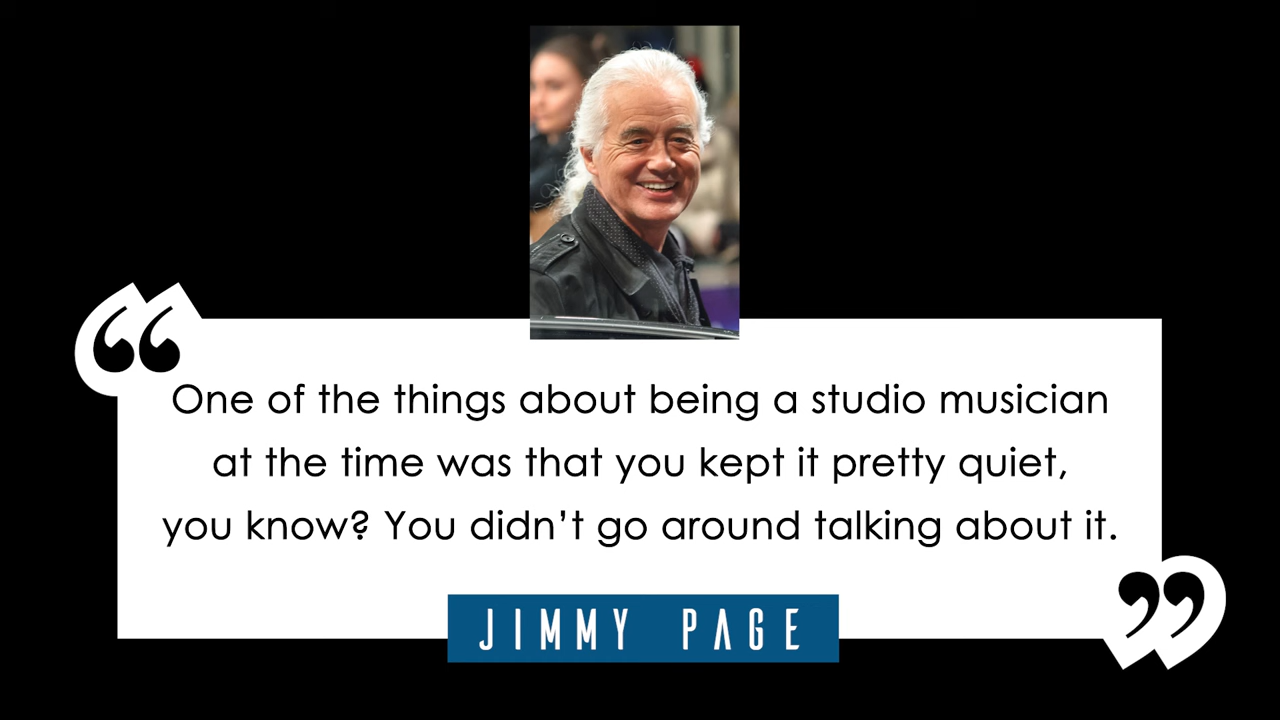 “One of the things about being a studio musician
at the time was that you kept it pretty quiet,
you know? You didn’t go around talking about it.”
JIMMY PAGE